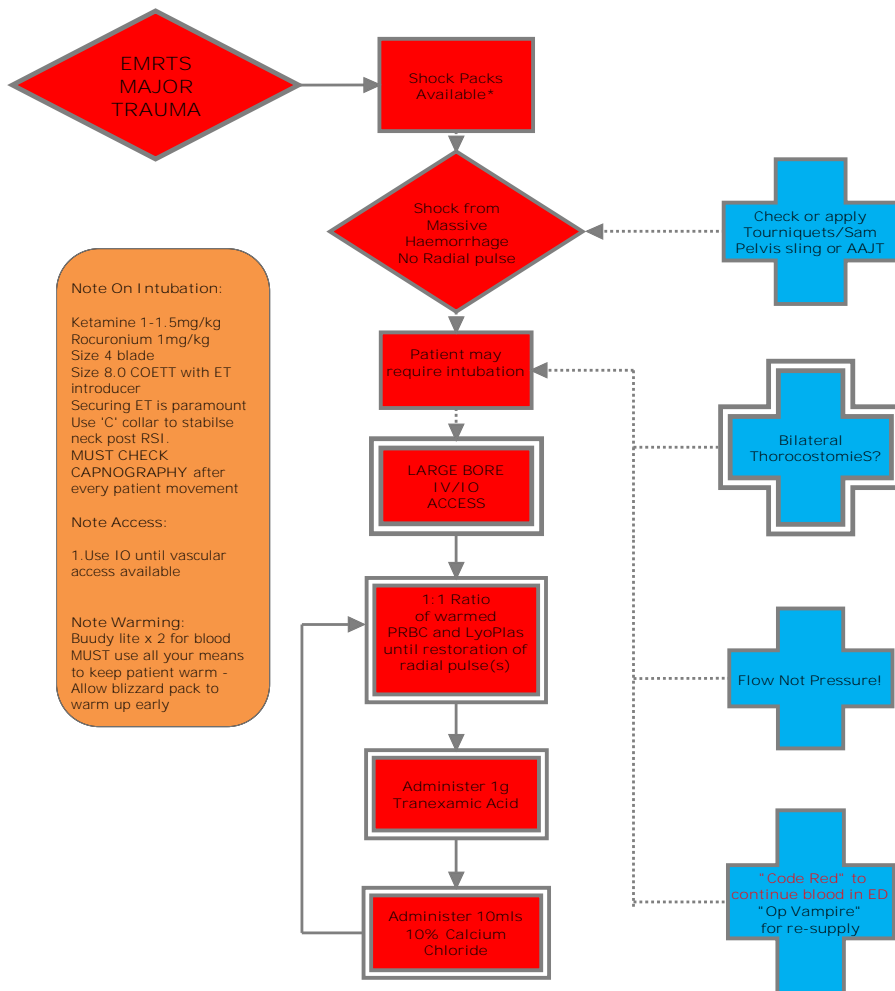 EMRTS
MAJOR
TRAUMA
Shock Packs
Available*
Shock from
Massive
Haemorrhage
No Radial pulse
Check or apply
Tourniquets/Sam
Pelvis sling or AAJT
Note On Intubation:
Ketamine 1-1.5mg/kg
Rocuronium 1mg/kg
Size 4 blade
Size 8.0 COETT with ET
introducer
Securing ET is paramount
Use 'C' collar to stabilse
neck post RSI.
MUST CHECK
CAPNOGRAPHY after
every patient movement
Note Access:
1.Use IO until vascular
access available
Note Warming:
Buudy lite x 2 for blood
MUST use all your means
to keep patient warm -
Allow blizzard pack to
warm up early
Patient may
require intubation
Bilateral
ThorocostomieS?
LARGE BORE
IV/IO
ACCESS
1:1 Ratio
of warmed
PRBC and LyoPlas
until restoration of
radial pulse(s)
Flow Not Pressure!
Administer 1g
Tranexamic Acid
Administer 10mls
10% Calcium
Chloride
"Code Red" to
continue blood in ED
"Op Vampire"
for re-supply